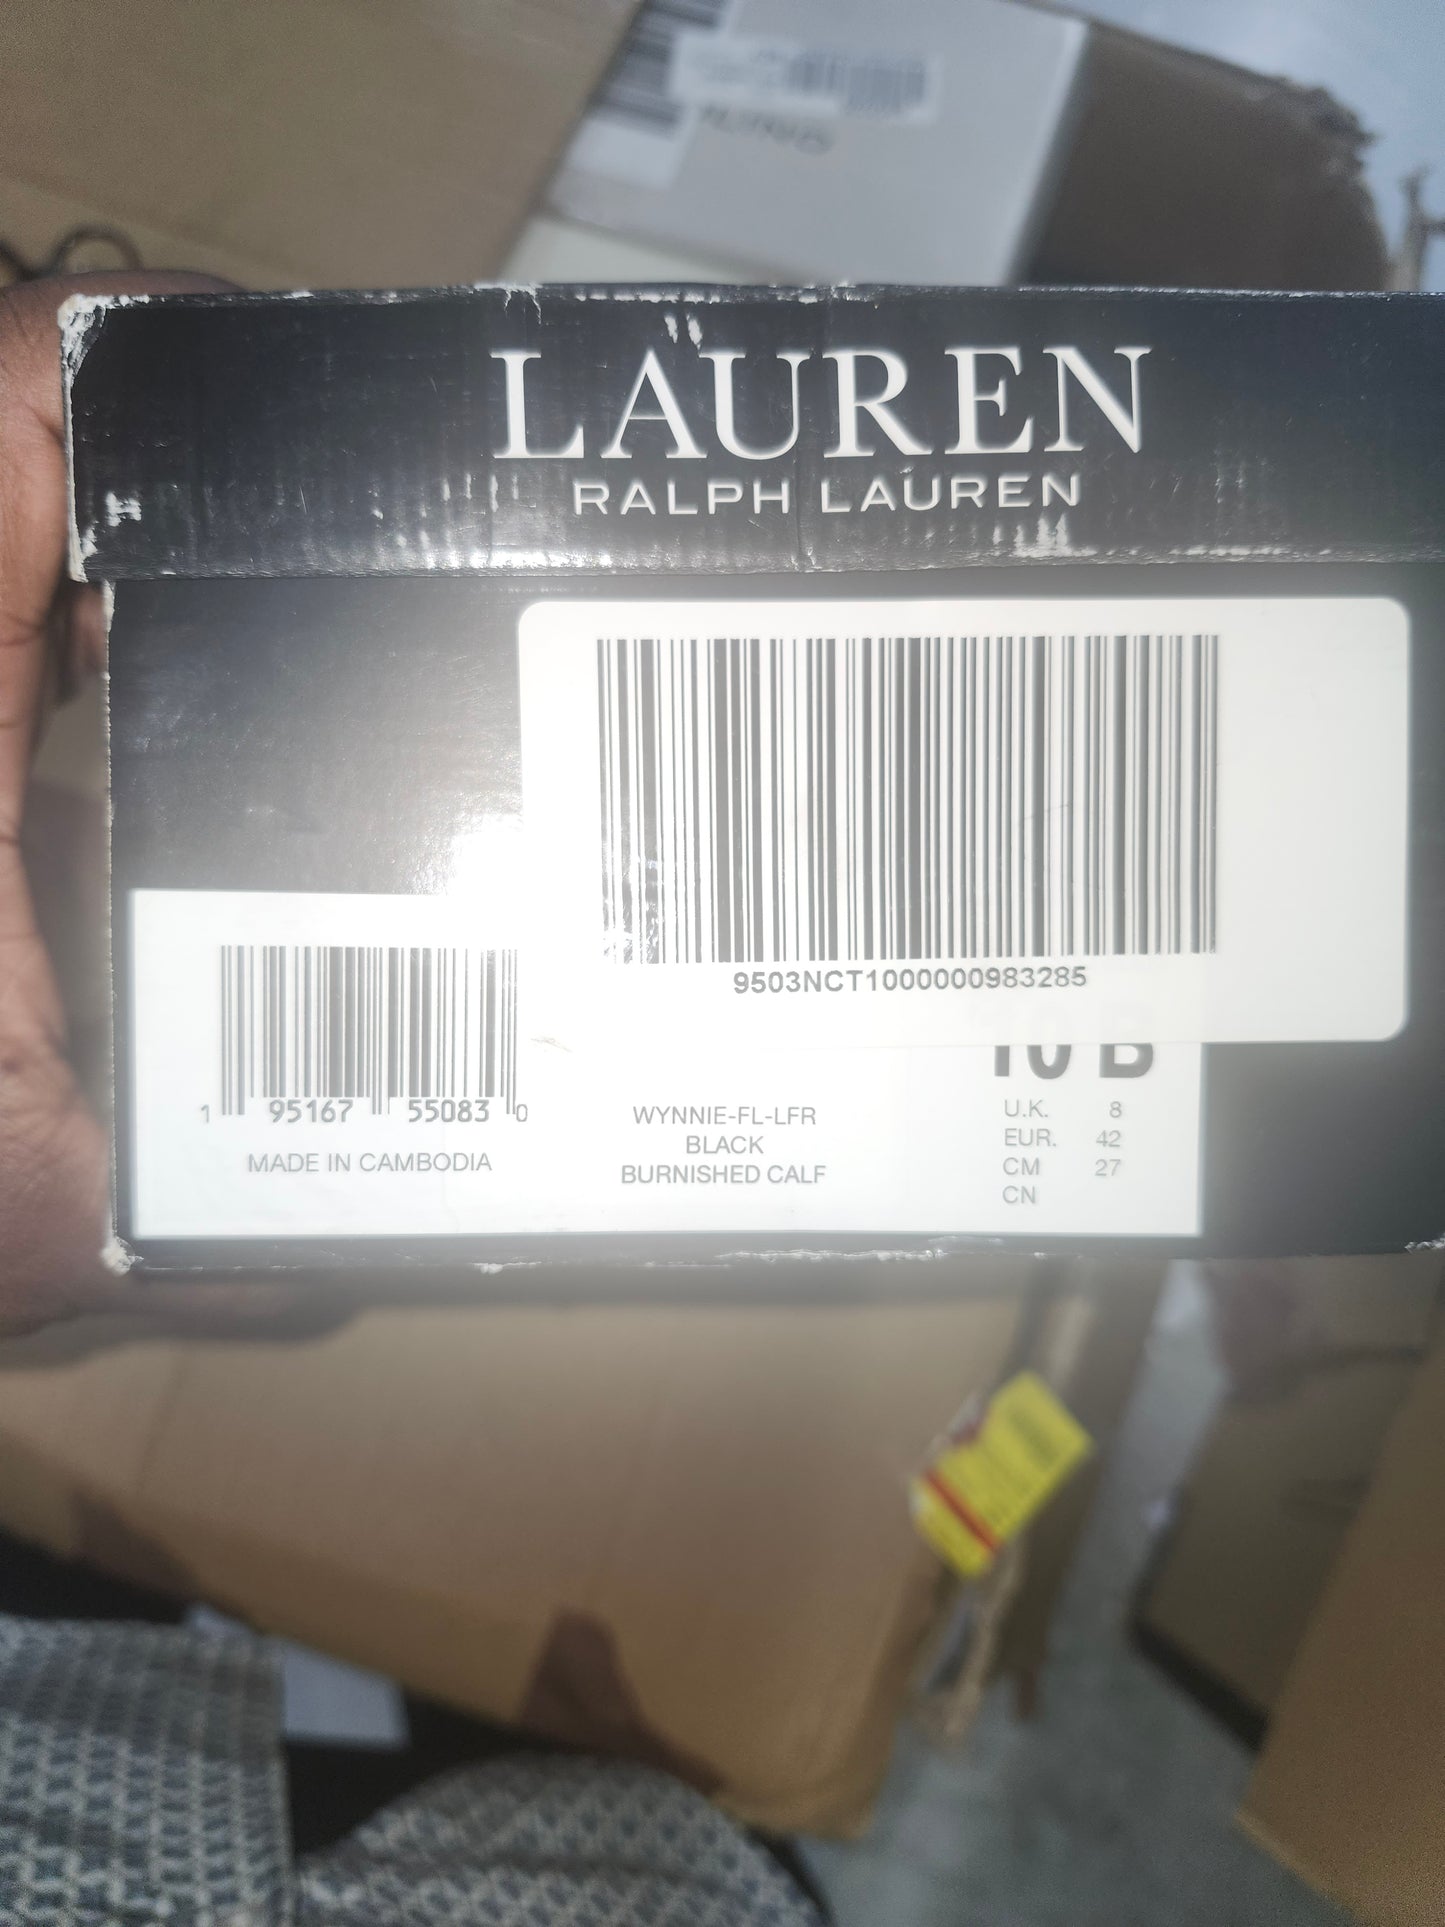 LAUREN
RALPH LAUREN
9503NCT1000000983285
10 B
1 95167 55083 0
MADE IN CAMBODIA
WYNNIE-FL-LFR
BLACK
BURNISHED CALF
U.K. 8
EUR. 42
CM 27
CN